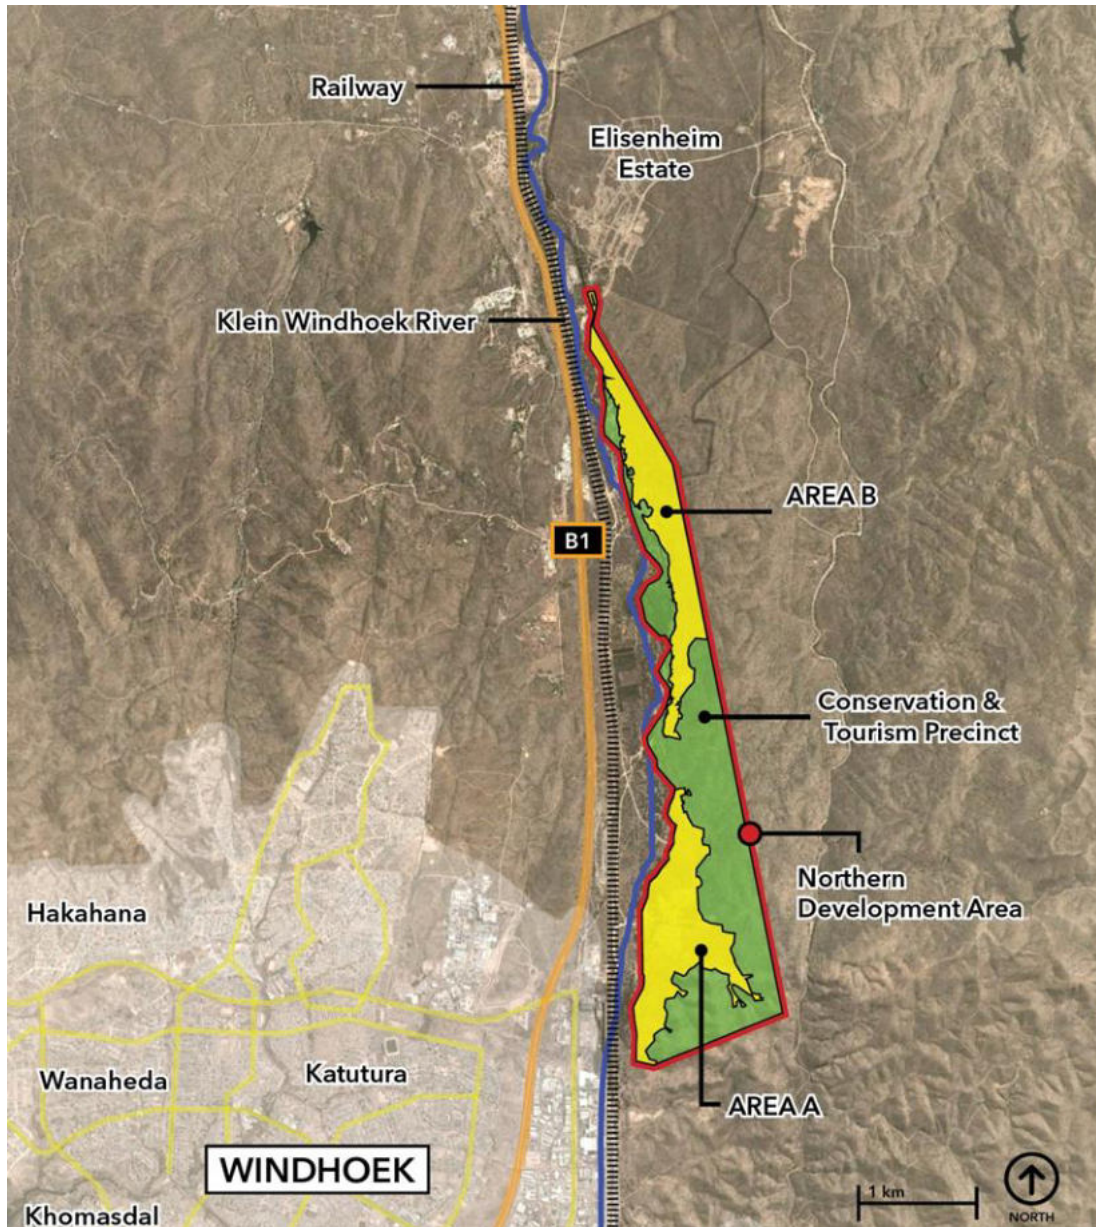 Railway
Elisenheim
Estate
Klein Windhoek River
AREA B
B1
Conservation &
Tourism Precinct
Northern
Development Area
Hakahana
Wanaheda
Katutura
AREA A
WINDHOEK
Khomasdal
1 km
NORTH